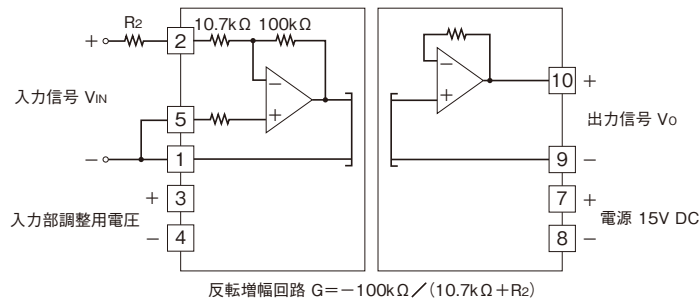 R2
10.7kΩ 100kΩ
+ 2
入力信号 VIN
5
− 1
+ 3
入力部調整用電圧
− 4
−
+
−
+
10 +
出力信号 VO
9 −
7 +
電源 15V DC
8 −
反転増幅回路 G=−100kΩ/(10.7kΩ+R2)